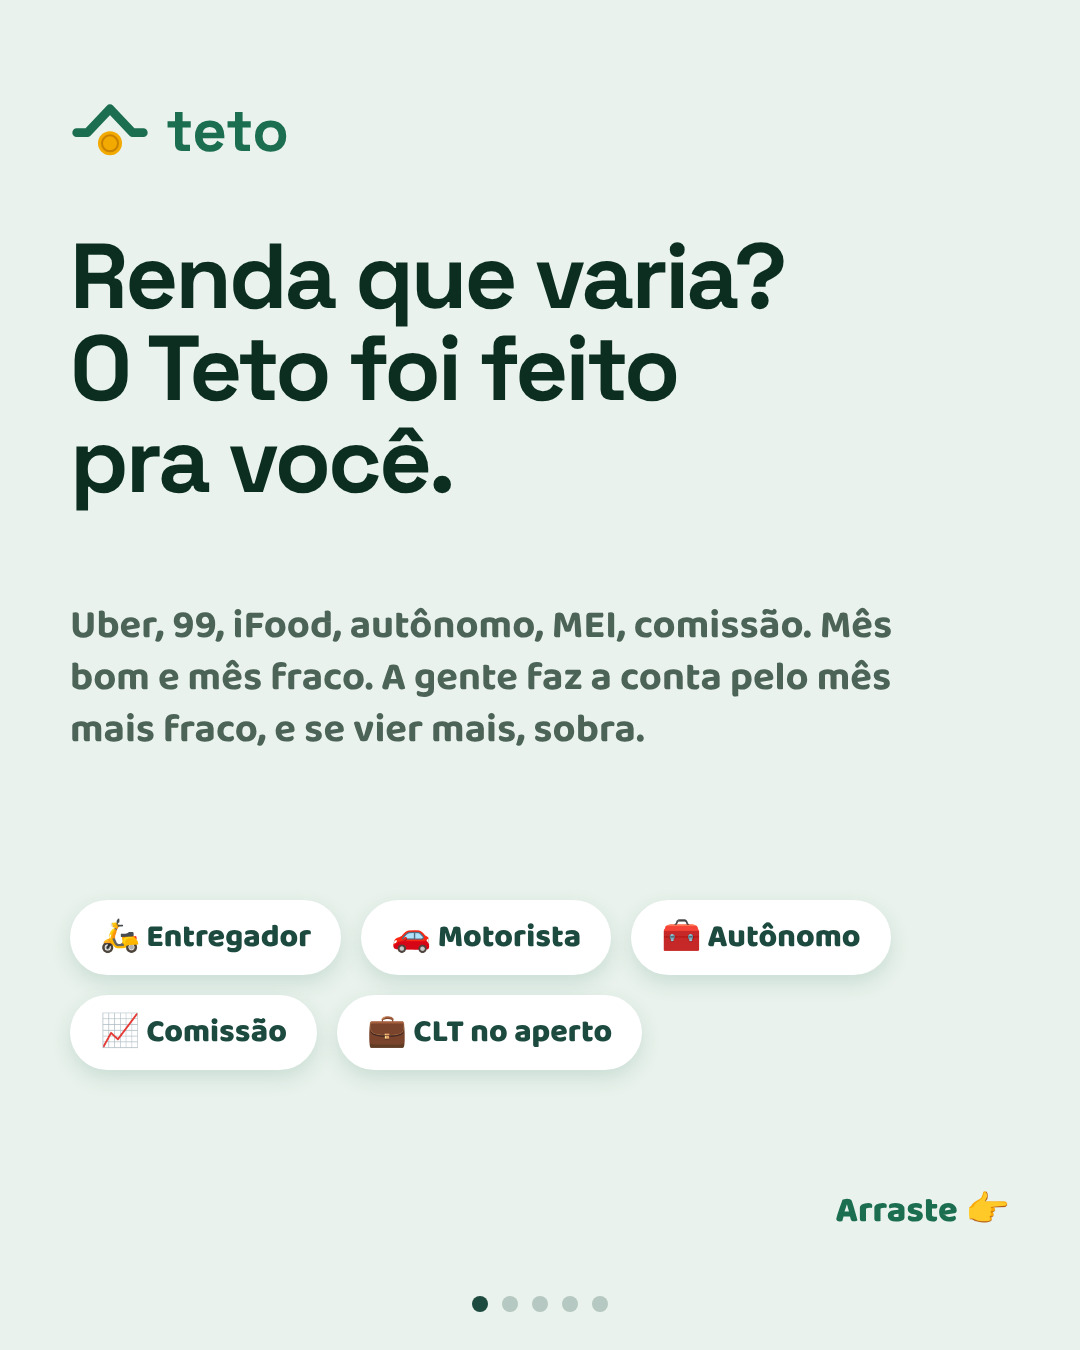 teto
Renda que varia?
O Teto foi feito
pra você.
Uber, 99, iFood, autônomo, MEI, comissão. Mês
bom e mês fraco. A gente faz a conta pelo mês
mais fraco, e se vier mais, sobra.
🛵 Entregador
🚗 Motorista
🧰 Autônomo
📈 Comissão
💼 CLT no aperto
Arraste 👉